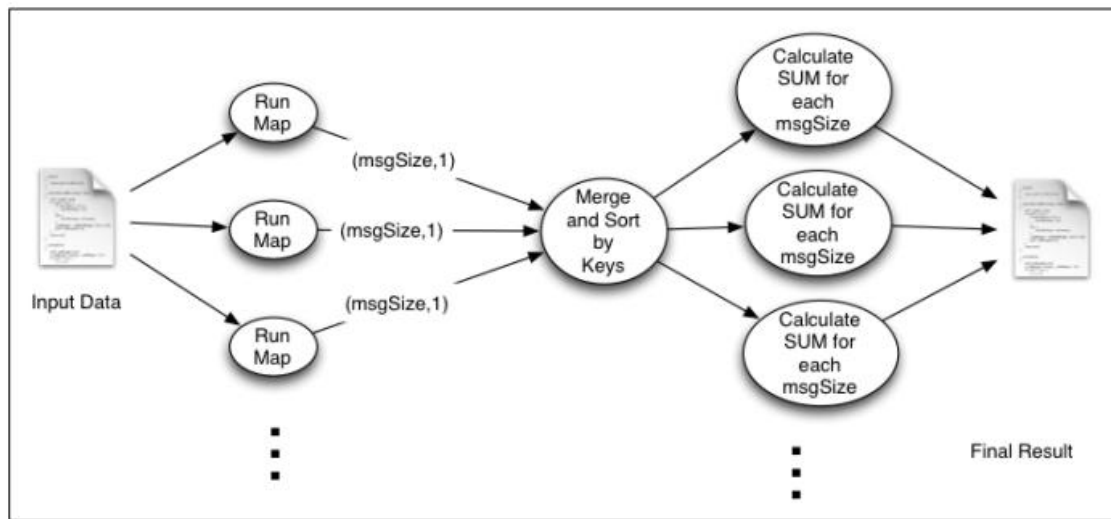 Input Data
Run
Map
(msgSize,1)
Run
Map
(msgSize,1)
Run
Map
(msgSize,1)
Merge
and Sort
by
Keys
Calculate
SUM for
each
msgSize
Calculate
SUM for
each
msgSize
Calculate
SUM for
each
msgSize
Final Result